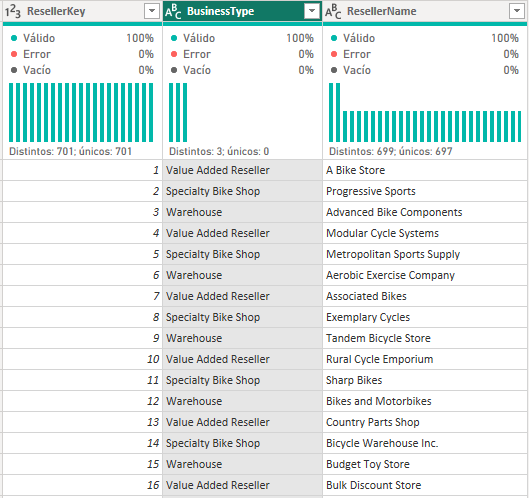 1²3 ResellerKey ABC BusinessType ABC ResellerName
Válido 100% Válido 100% Válido 100%
Error 0% Error 0% Error 0%
Vacío 0% Vacío 0% Vacío 0%
Distintos: 701; únicos: 701 Distintos: 3; únicos: 0 Distintos: 699; únicos: 697
1 Value Added Reseller A Bike Store
2 Specialty Bike Shop Progressive Sports
3 Warehouse Advanced Bike Components
4 Value Added Reseller Modular Cycle Systems
5 Specialty Bike Shop Metropolitan Sports Supply
6 Warehouse Aerobic Exercise Company
7 Value Added Reseller Associated Bikes
8 Specialty Bike Shop Exemplary Cycles
9 Warehouse Tandem Bicycle Store
10 Value Added Reseller Rural Cycle Emporium
11 Specialty Bike Shop Sharp Bikes
12 Warehouse Bikes and Motorbikes
13 Value Added Reseller Country Parts Shop
14 Specialty Bike Shop Bicycle Warehouse Inc.
15 Warehouse Budget Toy Store
16 Value Added Reseller Bulk Discount Store